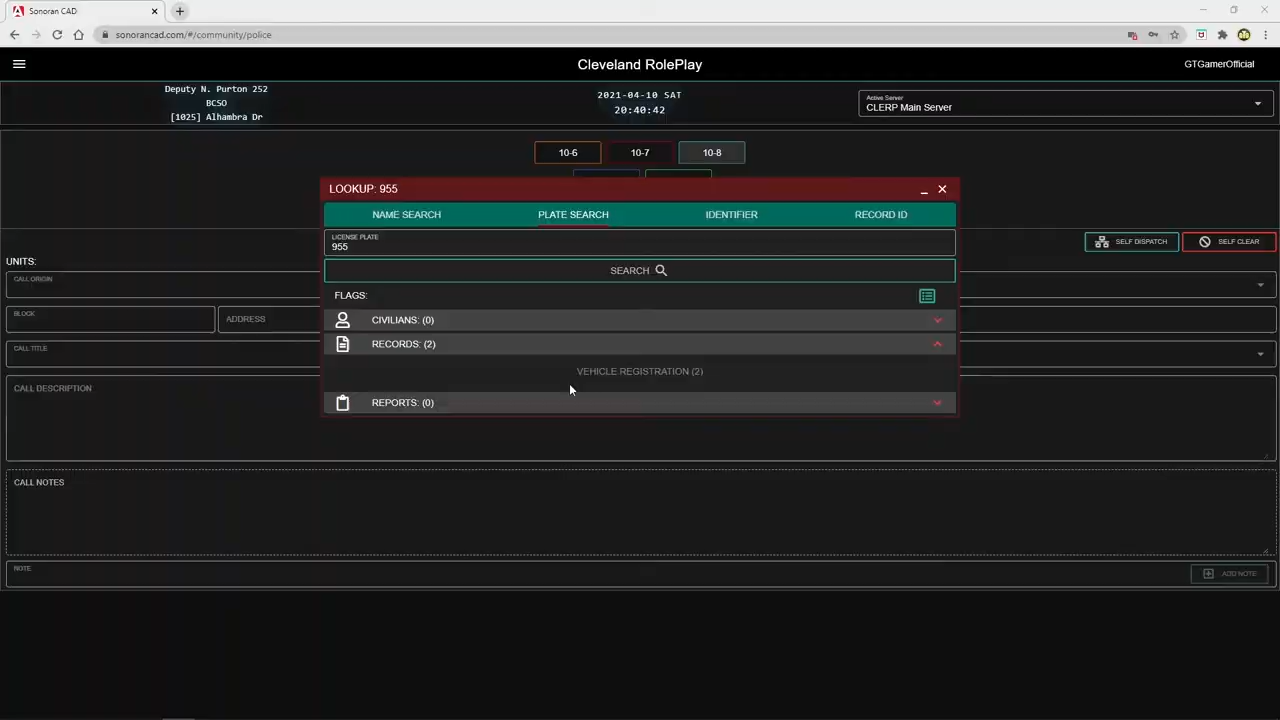 Sonoran CAD
sonorancad.com/#/community/police
Cleveland RolePlay
GTGamerOfficial
Deputy N. Purton 252
BCSO
[1025] Alhambra Dr
2021-04-10 SAT
20:40:42
Active Server
CLERP Main Server
10-6
10-7
10-8
LOOKUP: 955
NAME SEARCH
PLATE SEARCH
IDENTIFIER
RECORD ID
LICENSE PLATE
955
SEARCH
FLAGS:
CIVILIANS: (0)
RECORDS: (2)
VEHICLE REGISTRATION (2)
REPORTS: (0)
SELF DISPATCH
SELF CLEAR
UNITS:
CALL ORIGIN
BLOCK
ADDRESS
CALL TITLE
CALL DESCRIPTION
CALL NOTES
NOTE
ADD NOTE